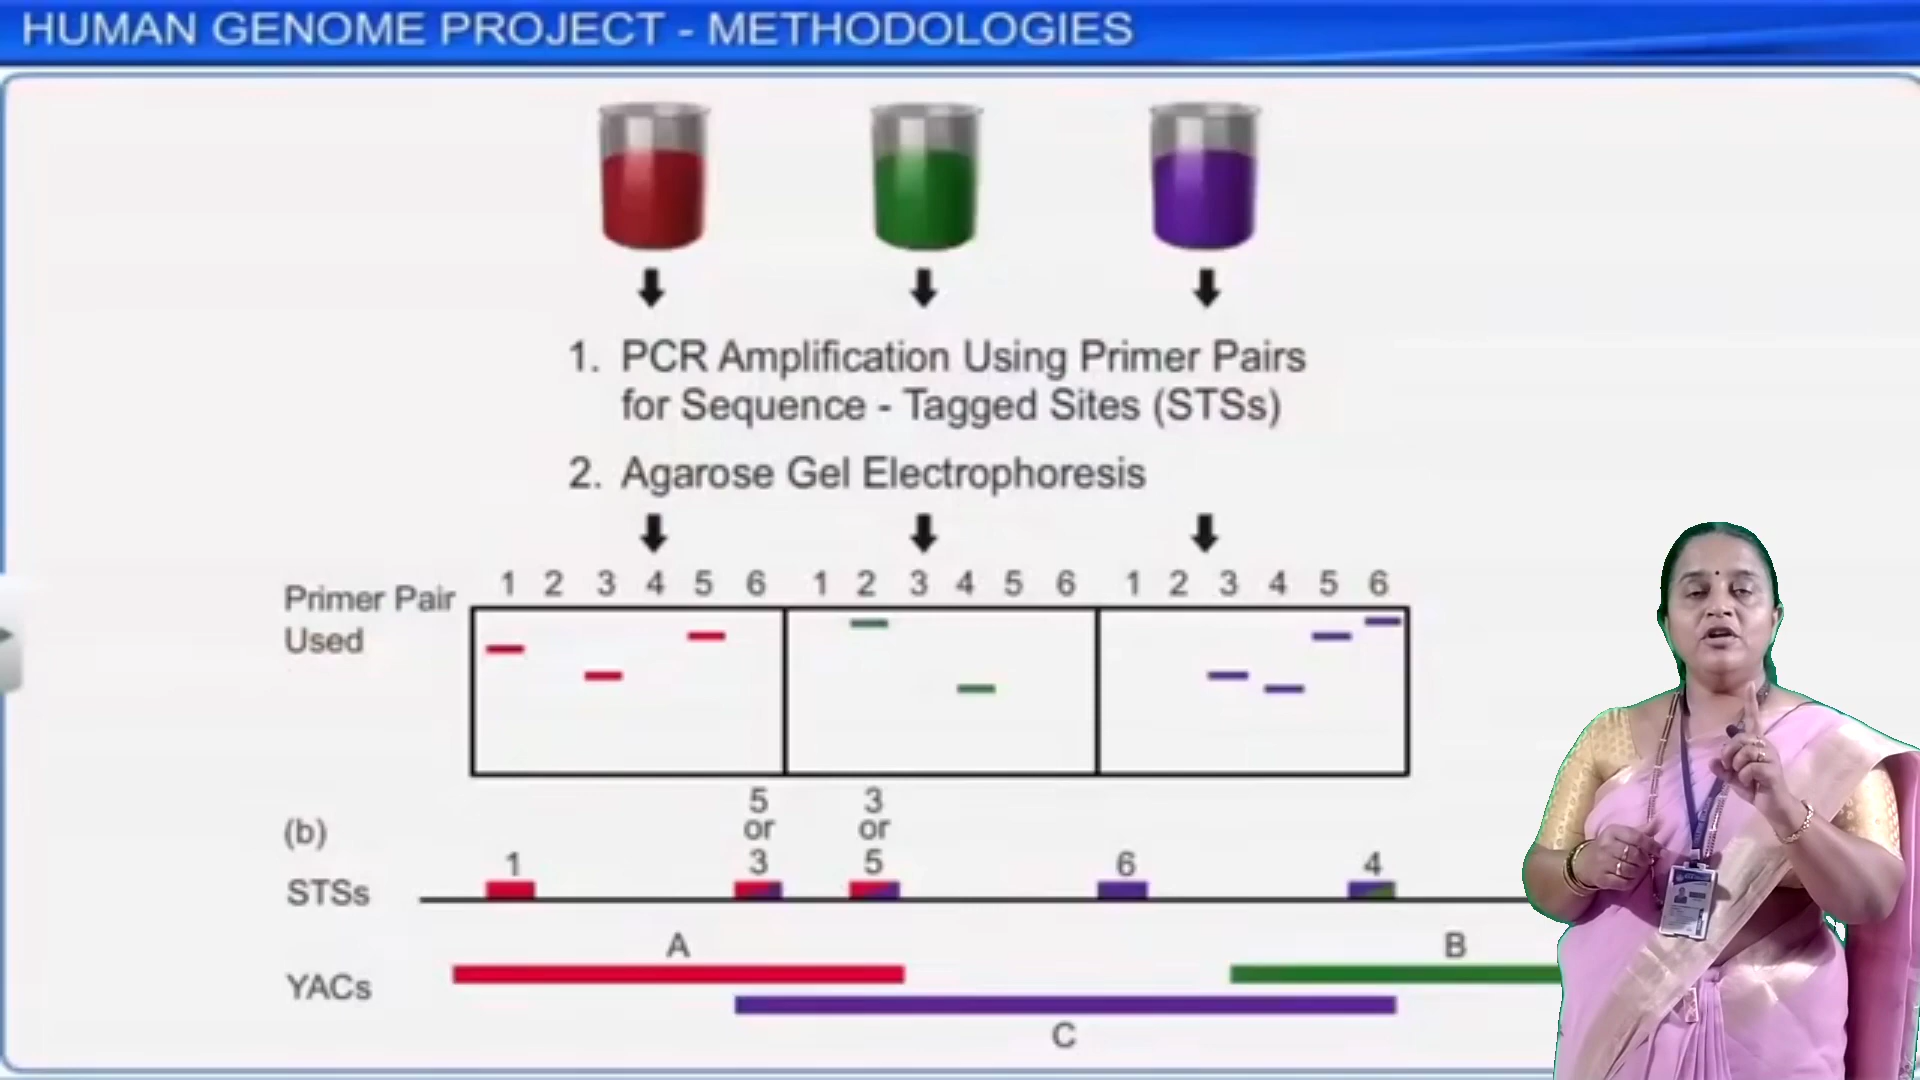 HUMAN GENOME PROJECT - METHODOLOGIES
1. PCR Amplification Using Primer Pairs
for Sequence - Tagged Sites (STSs)
2. Agarose Gel Electrophoresis
Primer Pair
Used
1 2 3 4 5 6 1 2 3 4 5 6 1 2 3 4 5 6
(b)
5 or 3
3 or 5
1 6 4
STSs
A B
YACs
C